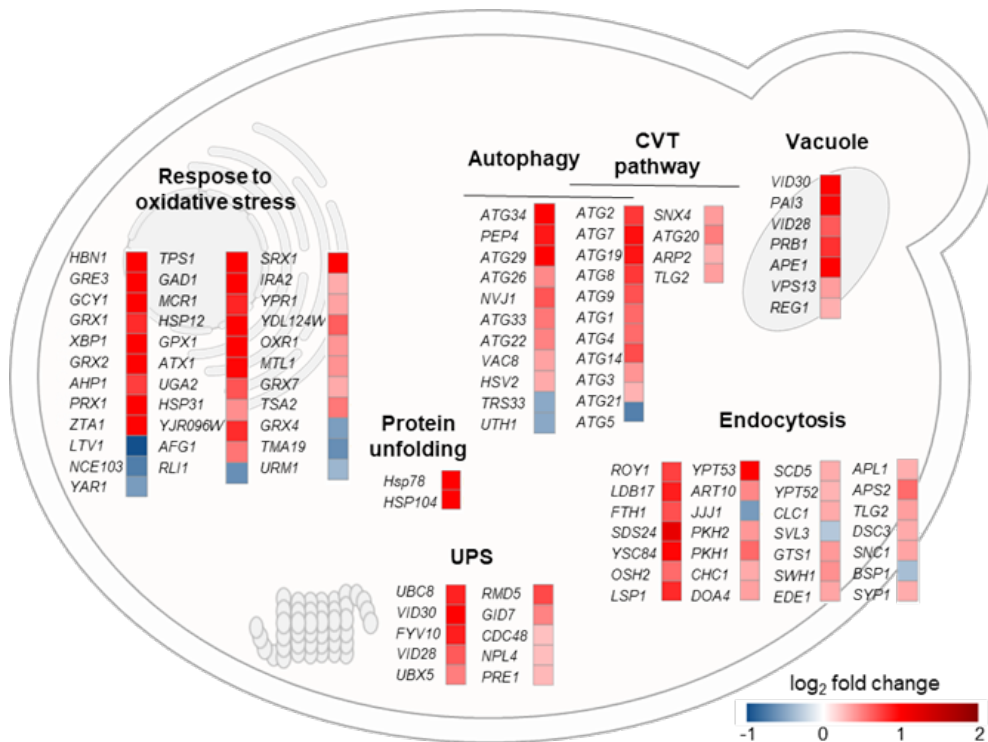 Respose to
oxidative stress
HBN1 TPS1 SRX1
GRE3 GAD1 IRA2
GCY1 MCR1 YPR1
GRX1 HSP12 YDL124W
XBP1 GPX1 OXR1
GRX2 ATX1 MTL1
AHP1 UGA2 GRX7
PRX1 HSP31 TSA2
ZTA1 YJR096W GRX4
LTV1 AFG1 TMA19
NCE103 RLI1 URM1
YAR1
Autophagy
CVT
pathway
ATG34 ATG2 SNX4
PEP4 ATG7 ATG20
ATG29 ATG19 ARP2
ATG26 ATG8 TLG2
NVJ1 ATG9
ATG33 ATG1
ATG22 ATG4
VAC8 ATG14
HSV2 ATG3
TRS33 ATG21
UTH1 ATG5
Vacuole
VID30
PAI3
VID28
PRB1
APE1
VPS13
REG1
Protein
unfolding
Hsp78
HSP104
Endocytosis
ROY1 YPT53 SCD5 APL1
LDB17 ART10 YPT52 APS2
FTH1 JJJ1 CLC1 TLG2
SDS24 PKH2 SVL3 DSC3
YSC84 PKH1 GTS1 SNC1
OSH2 CHC1 SWH1 BSP1
LSP1 DOA4 EDE1 SYP1
UPS
UBC8 RMD5
VID30 GID7
FYV10 CDC48
VID28 NPL4
UBX5 PRE1
log2 fold change
-1 0 1 2